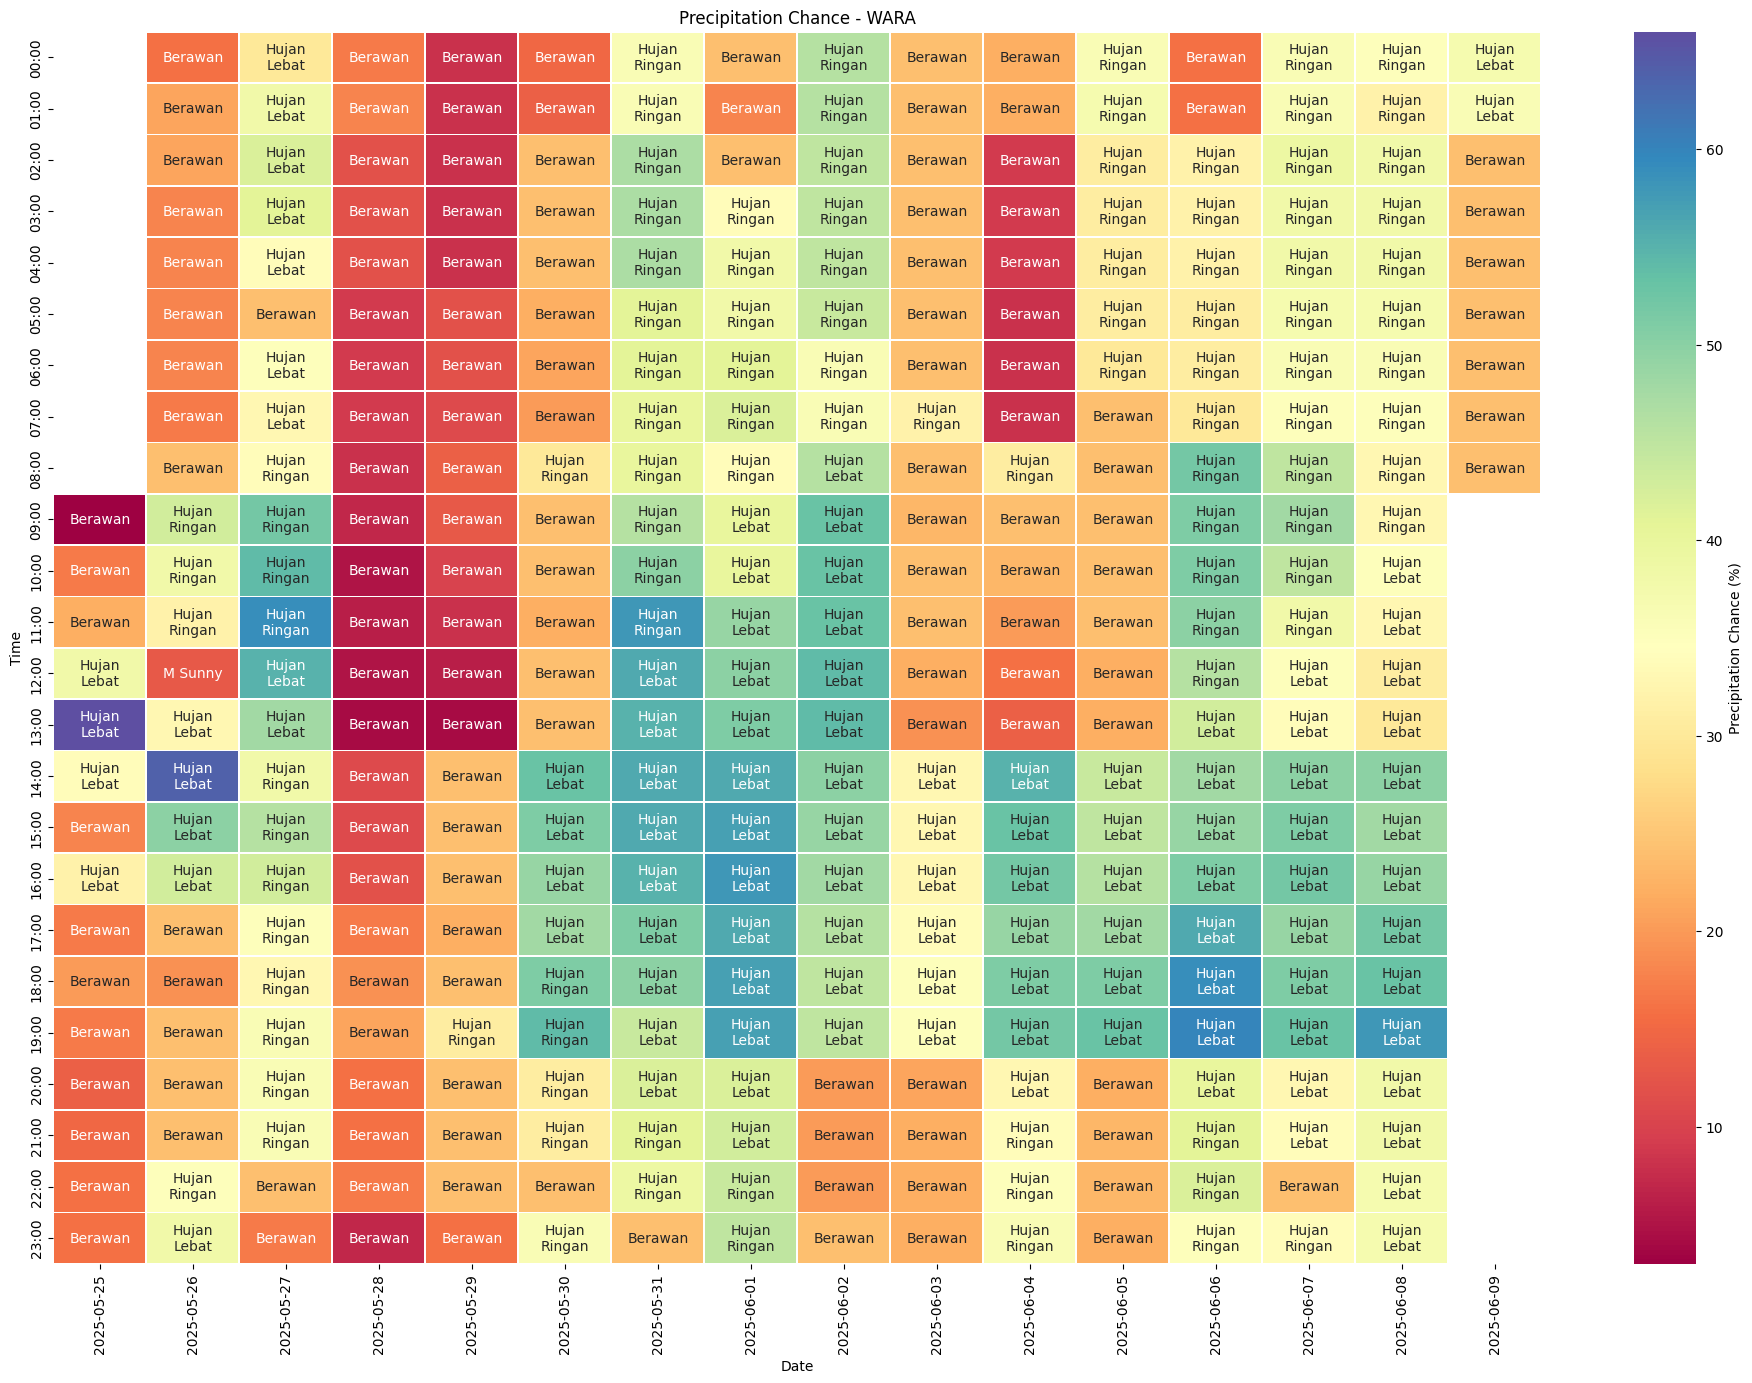 Precipitation Chance - WARA
Time
00:00 Berawan Hujan Lebat Berawan Berawan Berawan Hujan Ringan Berawan Hujan Ringan Berawan Berawan Hujan Ringan Berawan Hujan Ringan Hujan Ringan Hujan Lebat
01:00 Berawan Hujan Lebat Berawan Berawan Berawan Hujan Ringan Berawan Hujan Ringan Berawan Berawan Hujan Ringan Berawan Hujan Ringan Hujan Ringan Hujan Lebat
02:00 Berawan Hujan Lebat Berawan Berawan Berawan Hujan Ringan Berawan Hujan Ringan Berawan Berawan Hujan Ringan Hujan Ringan Hujan Ringan Hujan Ringan Berawan
03:00 Berawan Hujan Lebat Berawan Berawan Berawan Hujan Ringan Hujan Ringan Hujan Ringan Berawan Berawan Hujan Ringan Hujan Ringan Hujan Ringan Hujan Ringan Berawan
04:00 Berawan Hujan Lebat Berawan Berawan Berawan Hujan Ringan Hujan Ringan Hujan Ringan Berawan Berawan Hujan Ringan Hujan Ringan Hujan Ringan Hujan Ringan Berawan
05:00 Berawan Berawan Berawan Berawan Berawan Hujan Ringan Hujan Ringan Hujan Ringan Berawan Berawan Hujan Ringan Hujan Ringan Hujan Ringan Hujan Ringan Berawan
06:00 Berawan Hujan Lebat Berawan Berawan Berawan Hujan Ringan Hujan Ringan Hujan Ringan Berawan Berawan Hujan Ringan Hujan Ringan Hujan Ringan Hujan Ringan Berawan
07:00 Berawan Hujan Lebat Berawan Berawan Berawan Hujan Ringan Hujan Ringan Hujan Ringan Hujan Ringan Berawan Berawan Hujan Ringan Hujan Ringan Hujan Ringan Berawan
08:00 Berawan Hujan Ringan Berawan Berawan Hujan Ringan Hujan Ringan Hujan Ringan Hujan Lebat Berawan Hujan Ringan Berawan Hujan Ringan Hujan Ringan Hujan Ringan Berawan
09:00 Berawan Hujan Ringan Hujan Ringan Berawan Berawan Berawan Hujan Ringan Hujan Lebat Hujan Lebat Berawan Berawan Berawan Hujan Ringan Hujan Ringan Hujan Ringan
10:00 Berawan Hujan Ringan Hujan Ringan Berawan Berawan Berawan Hujan Ringan Hujan Lebat Hujan Lebat Berawan Berawan Berawan Hujan Ringan Hujan Ringan Hujan Lebat
11:00 Berawan Hujan Ringan Hujan Ringan Berawan Berawan Berawan Hujan Ringan Hujan Lebat Hujan Lebat Berawan Berawan Berawan Hujan Ringan Hujan Ringan Hujan Lebat
12:00 Hujan Lebat M Sunny Hujan Lebat Berawan Berawan Berawan Hujan Lebat Hujan Lebat Hujan Lebat Berawan Berawan Berawan Hujan Ringan Hujan Lebat Hujan Lebat
13:00 Hujan Lebat Hujan Lebat Hujan Lebat Berawan Berawan Berawan Hujan Lebat Hujan Lebat Hujan Lebat Berawan Berawan Berawan Hujan Lebat Hujan Lebat Hujan Lebat
14:00 Hujan Lebat Hujan Lebat Hujan Ringan Berawan Berawan Hujan Lebat Hujan Lebat Hujan Lebat Hujan Lebat Hujan Lebat Hujan Lebat Hujan Lebat Hujan Lebat Hujan Lebat Hujan Lebat
15:00 Berawan Hujan Lebat Hujan Ringan Berawan Berawan Hujan Lebat Hujan Lebat Hujan Lebat Hujan Lebat Hujan Lebat Hujan Lebat Hujan Lebat Hujan Lebat Hujan Lebat Hujan Lebat
16:00 Hujan Lebat Hujan Lebat Hujan Ringan Berawan Berawan Hujan Lebat Hujan Lebat Hujan Lebat Hujan Lebat Hujan Lebat Hujan Lebat Hujan Lebat Hujan Lebat Hujan Lebat Hujan Lebat
17:00 Berawan Berawan Hujan Ringan Berawan Berawan Hujan Lebat Hujan Lebat Hujan Lebat Hujan Lebat Hujan Lebat Hujan Lebat Hujan Lebat Hujan Lebat Hujan Lebat Hujan Lebat
18:00 Berawan Berawan Hujan Ringan Berawan Berawan Hujan Ringan Hujan Lebat Hujan Lebat Hujan Lebat Hujan Lebat Hujan Lebat Hujan Lebat Hujan Lebat Hujan Lebat Hujan Lebat
19:00 Berawan Berawan Hujan Ringan Berawan Hujan Ringan Hujan Ringan Hujan Lebat Hujan Lebat Hujan Lebat Hujan Lebat Hujan Lebat Hujan Lebat Hujan Lebat Hujan Lebat Hujan Lebat
20:00 Berawan Berawan Hujan Ringan Berawan Berawan Hujan Ringan Hujan Lebat Hujan Lebat Berawan Berawan Hujan Lebat Berawan Hujan Lebat Hujan Lebat Hujan Lebat
21:00 Berawan Berawan Hujan Ringan Berawan Berawan Hujan Ringan Hujan Ringan Hujan Lebat Berawan Berawan Hujan Ringan Berawan Hujan Ringan Hujan Lebat Hujan Lebat
22:00 Berawan Hujan Ringan Berawan Berawan Berawan Berawan Hujan Ringan Hujan Ringan Berawan Berawan Hujan Ringan Berawan Hujan Ringan Berawan Hujan Lebat
23:00 Berawan Hujan Lebat Berawan Berawan Berawan Hujan Ringan Berawan Hujan Ringan Berawan Berawan Hujan Ringan Berawan Hujan Ringan Hujan Ringan Hujan Lebat
2025-05-25 2025-05-26 2025-05-27 2025-05-28 2025-05-29 2025-05-30 2025-05-31 2025-06-01 2025-06-02 2025-06-03 2025-06-04 2025-06-05 2025-06-06 2025-06-07 2025-06-08 2025-06-09
Date
60
50
40
30
20
10
Precipitation Chance (%)